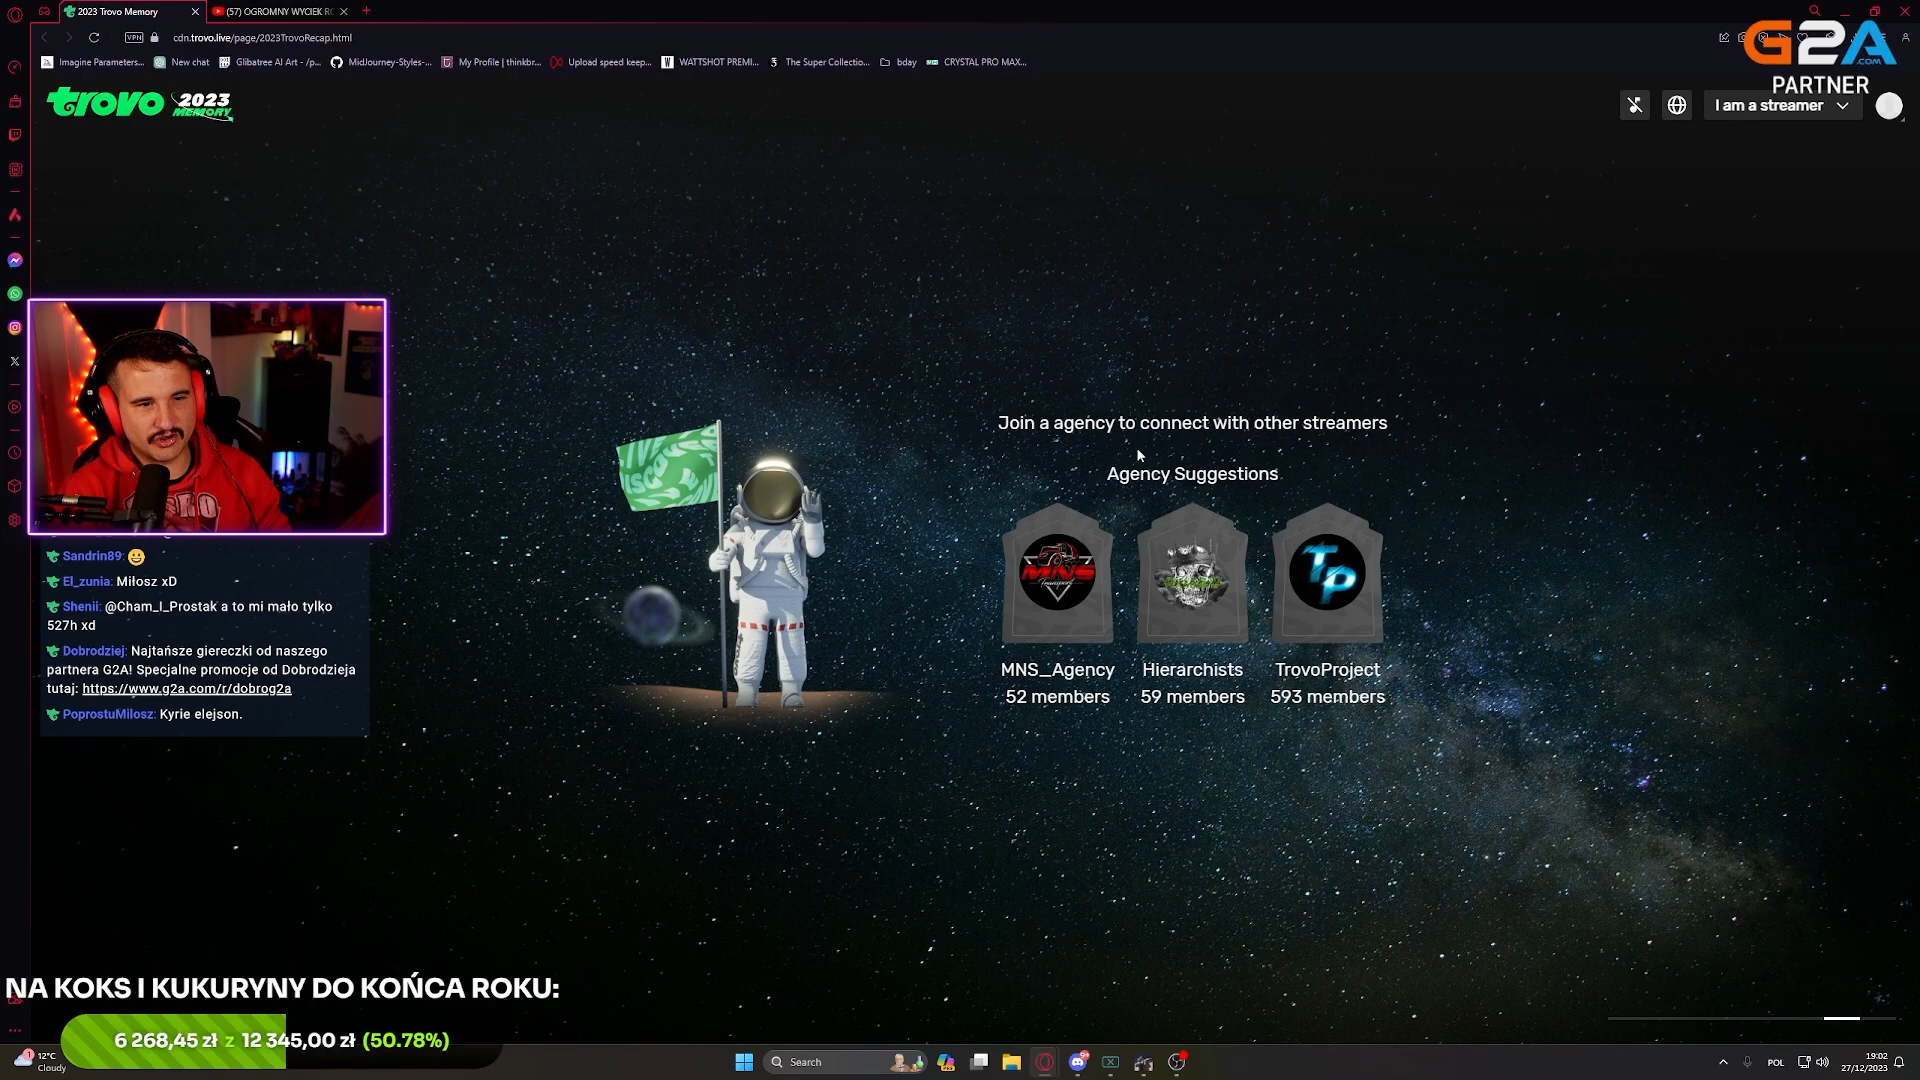 2023 Trovo Memory
(57) OGROMNY WYCIEK RO
VPN
cdn.trovo.live/page/2023TrovoRecap.html
Imagine Parameters...
New chat
Glibatree AI Art - /p...
MidJourney-Styles-...
My Profile | thinkbr...
Upload speed keep...
WATTSHOT PREMI...
The Super Collectio...
bday
CRYSTAL PRO MAX...
G2A
.COM
PARTNER
trovo
2023
MEMORY
I am a streamer
Join a agency to connect with other streamers
Agency Suggestions
MNS
TP
MNS_Agency
Hierarchists
TrovoProject
52 members
59 members
593 members
Sandrin89:
El_zunia: Miłosz xD
Shenii: @Cham_I_Prostak a to mi mało tylko
527h xd
Dobrodziej: Najtańsze giereczki od naszego
partnera G2A! Specjalne promocje od Dobrodzieja
tutaj: https://www.g2a.com/r/dobrog2a
PoprostuMilosz: Kyrie elejson.
NA KOKS I KUKURYNY DO KOŃCA ROKU:
6 268,45 zł z 12 345,00 zł (50.78%)
12°C
Cloudy
Search
POL
19:02
27/12/2023